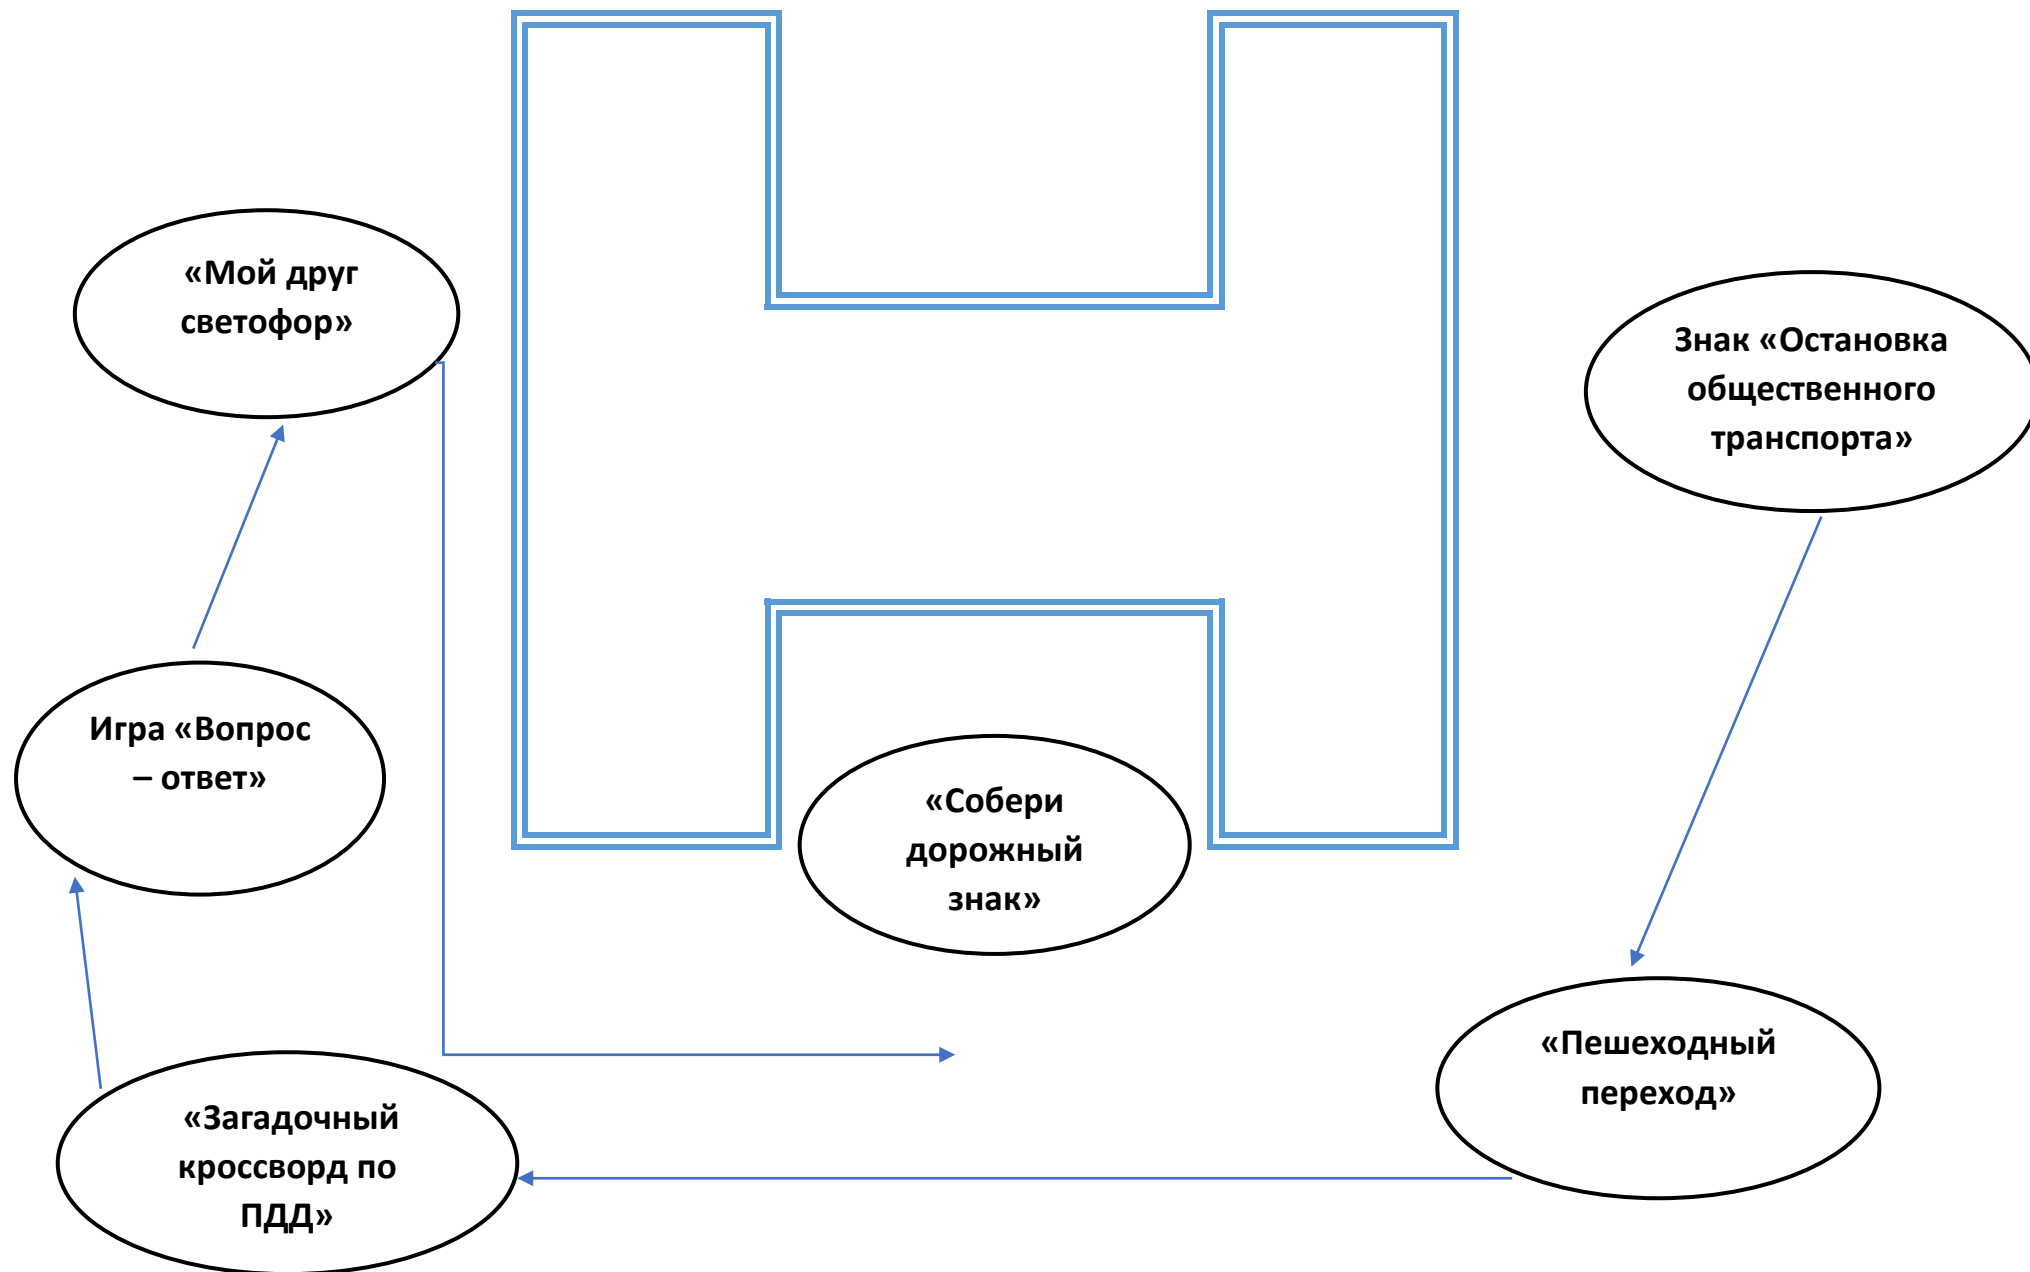 «Мой друг
светофор»
Знак «Остановка
общественного
транспорта»
Игра «Вопрос
– ответ»
«Собери
дорожный
знак»
«Пешеходный
переход»
«Загадочный
кроссворд по
ПДД»